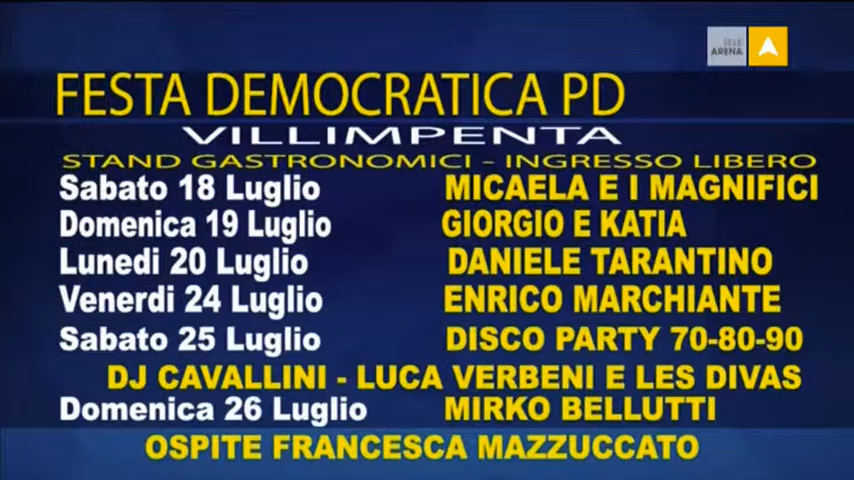 TELE
ARENA
FESTA DEMOCRATICA PD
VILLIMPENTA
STAND GASTRONOMICI - INGRESSO LIBERO
Sabato 18 Luglio MICAELA E I MAGNIFICI
Domenica 19 Luglio GIORGIO E KATIA
Lunedi 20 Luglio DANIELE TARANTINO
Venerdi 24 Luglio ENRICO MARCHIANTE
Sabato 25 Luglio DISCO PARTY 70-80-90
DJ CAVALLINI - LUCA VERBENI E LES DIVAS
Domenica 26 Luglio MIRKO BELLUTTI
OSPITE FRANCESCA MAZZUCCATO